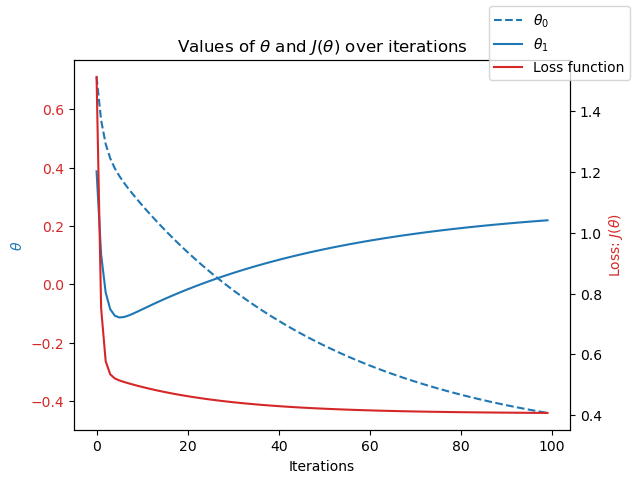 Values of θ and J(θ) over iterations
θ₀
θ₁
Loss function
0.6
0.4
0.2
0.0
−0.2
−0.4
θ
1.4
1.2
1.0
0.8
0.6
0.4
Loss: J(θ)
0 20 40 60 80 100
Iterations